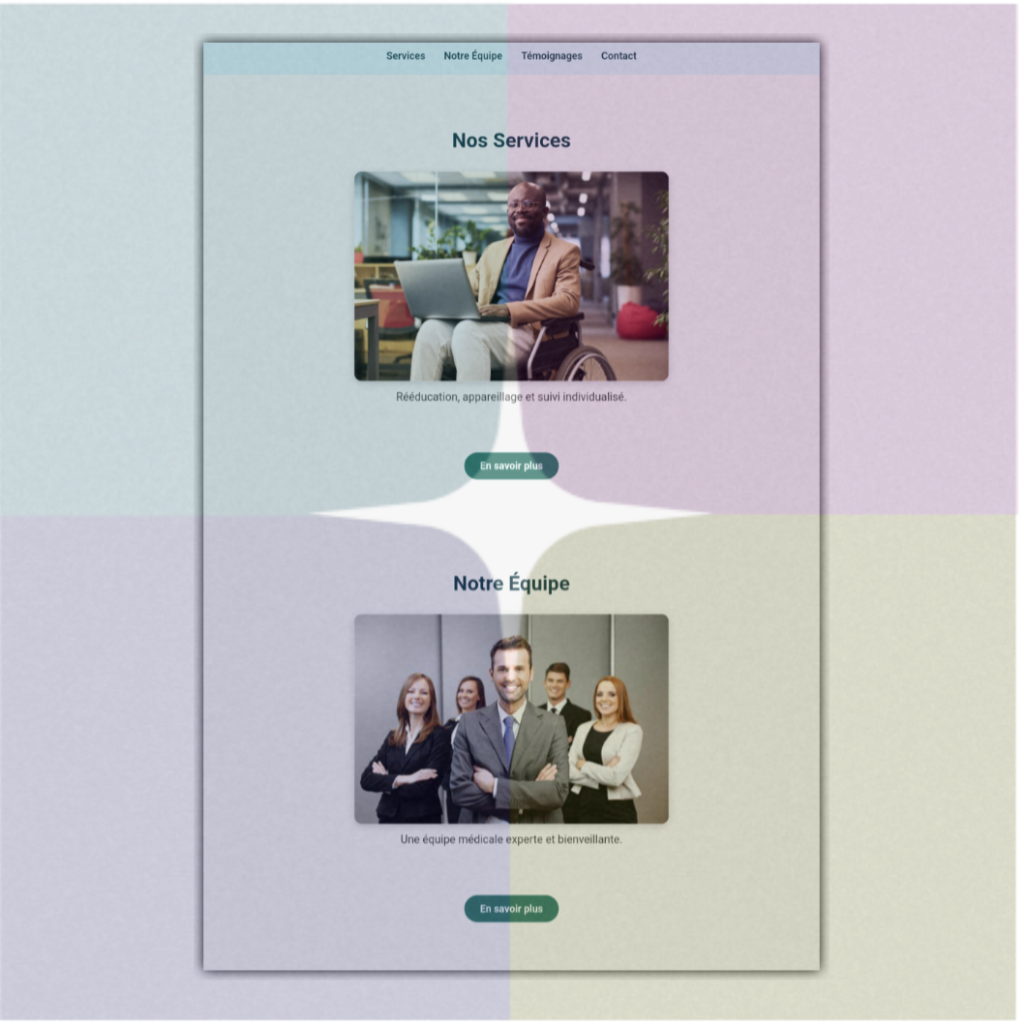 Services Notre Équipe Témoignages Contact
Nos Services
Rééducation, appareillage et suivi individualisé.
En savoir plus
Notre Équipe
Une équipe médicale experte et bienveillante.
En savoir plus